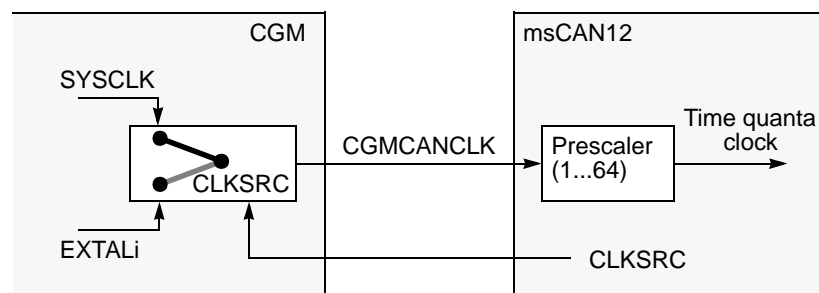 CGM
msCAN12
SYSCLK
CGMCANCLK
Prescaler
(1...64)
Time quanta
clock
CLKSRC
EXTALi
CLKSRC